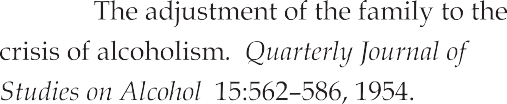 The adjustment of the family to the
crisis of alcoholism. Quarterly Journal of
Studies on Alcohol 15:562–586, 1954.